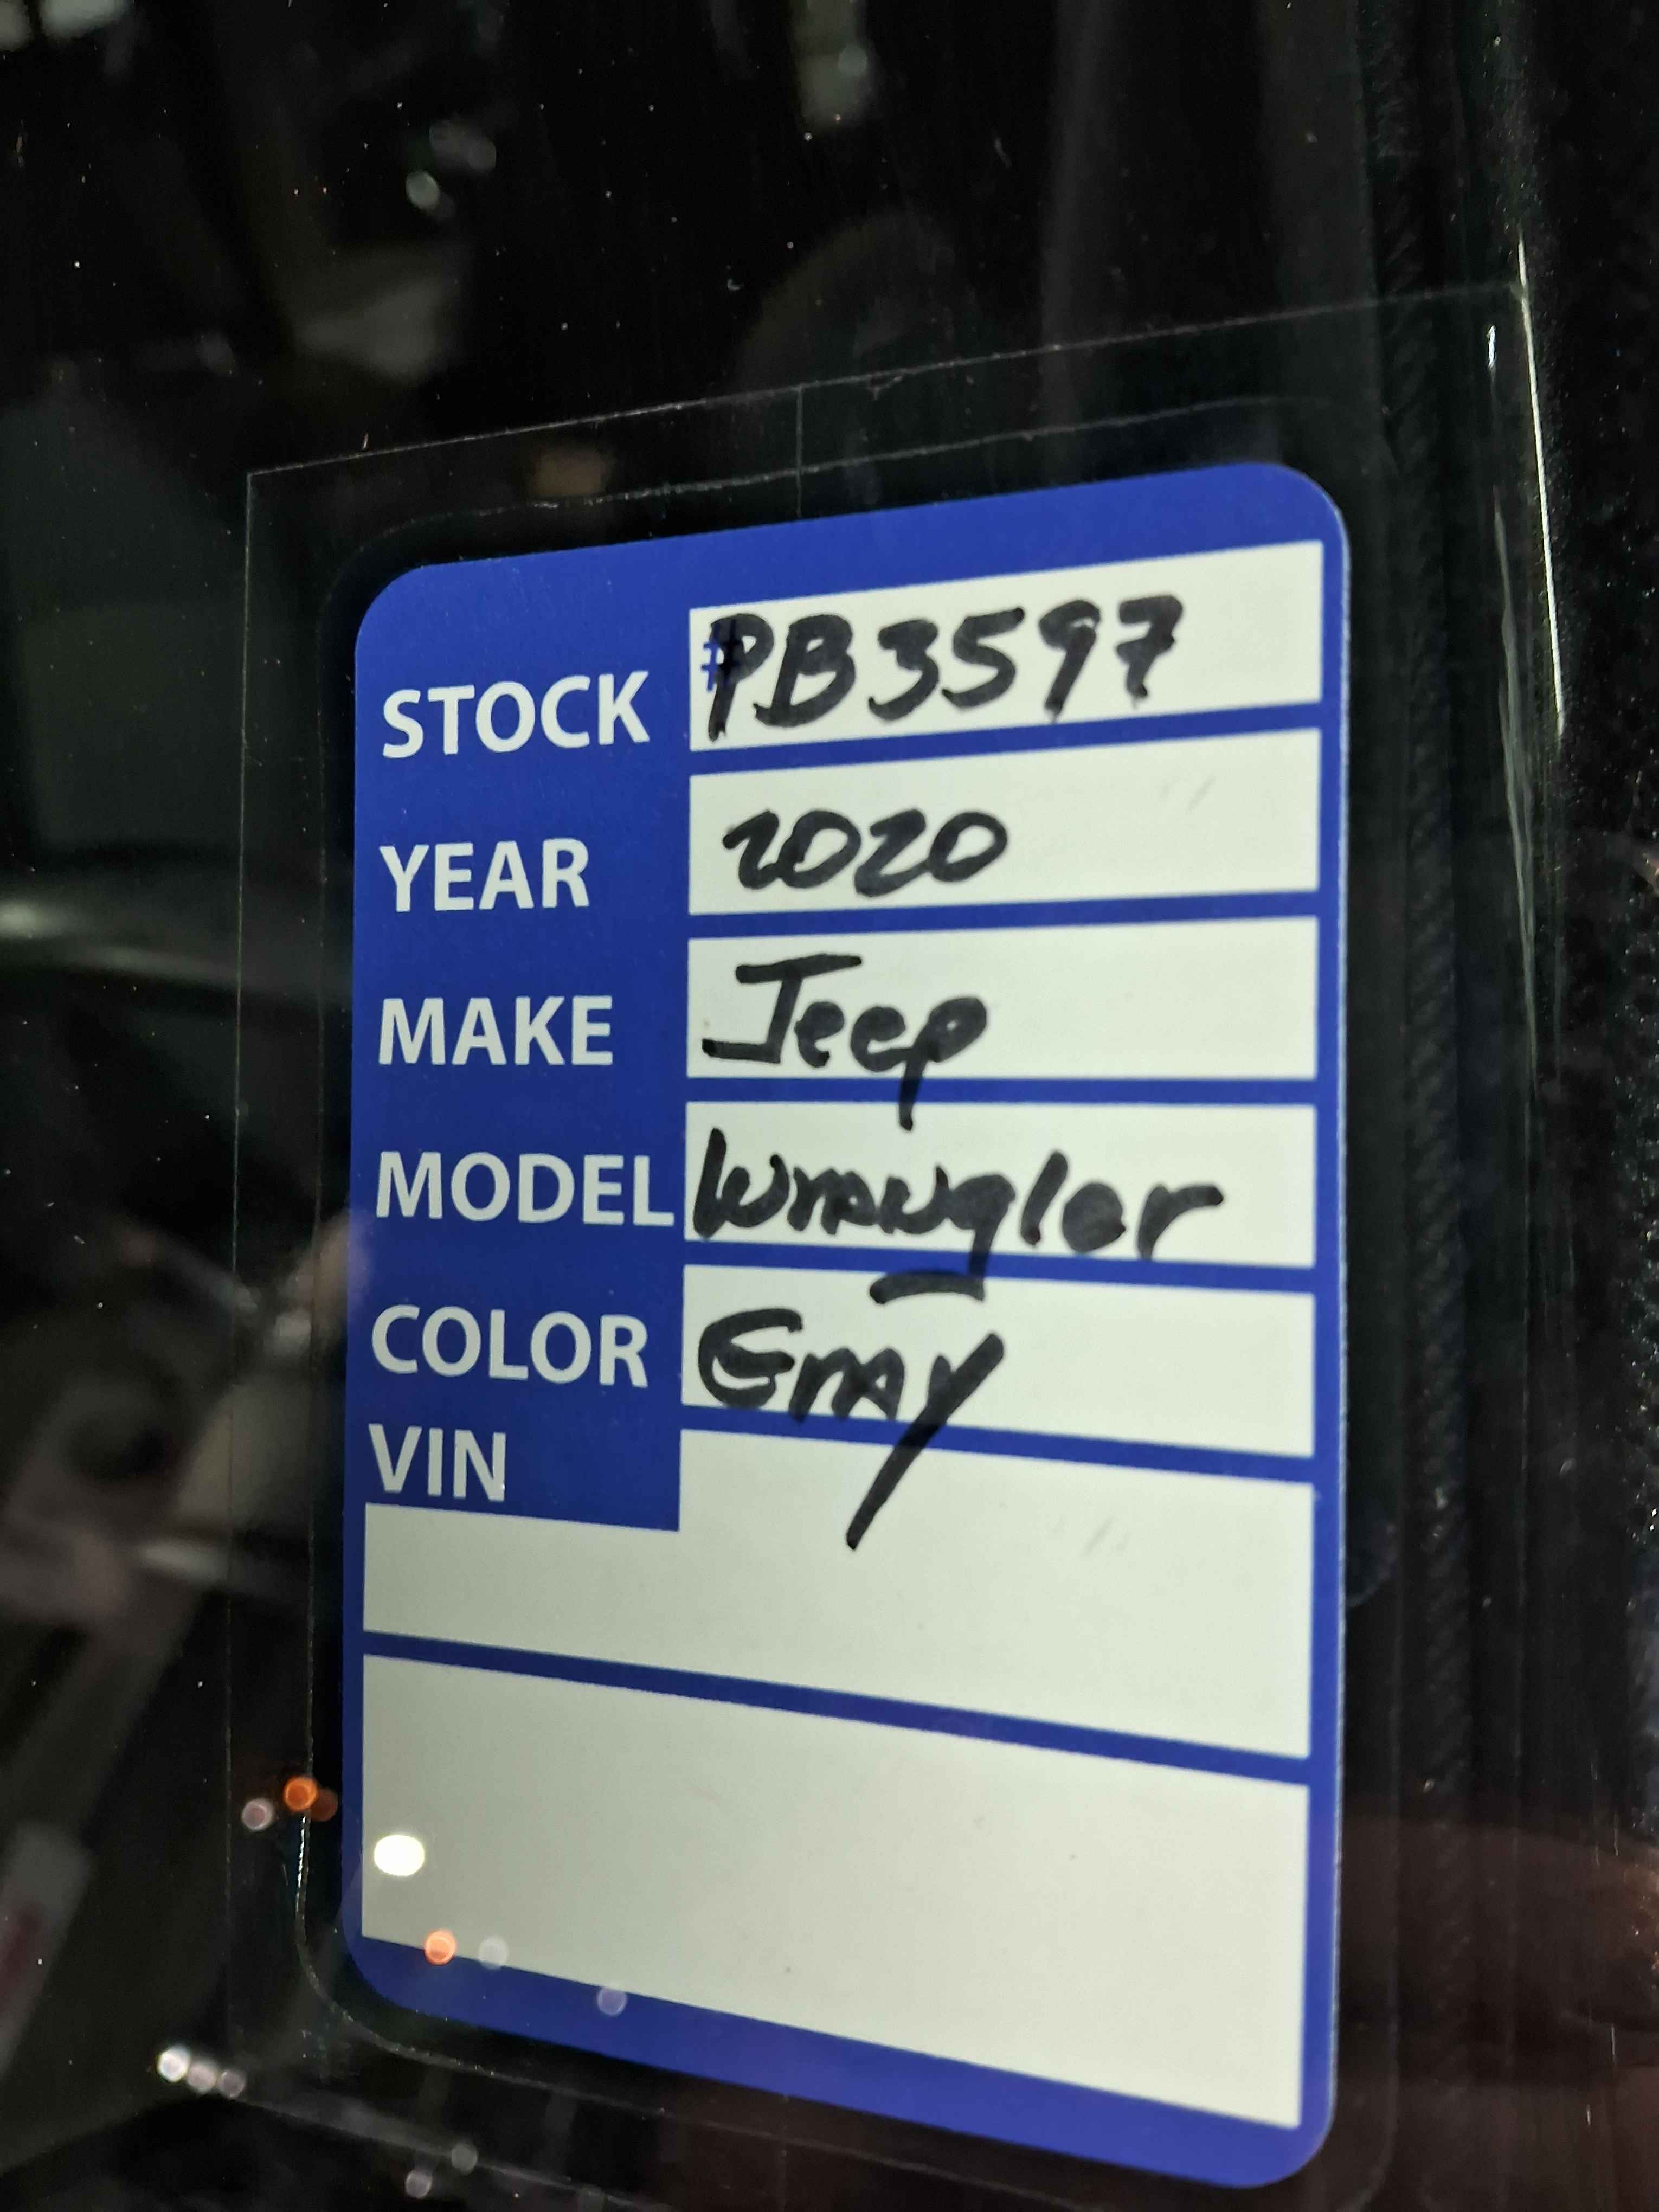 STOCK #PB3597
YEAR 2020
MAKE Jeep
MODEL Wrangler
COLOR Gray
VIN